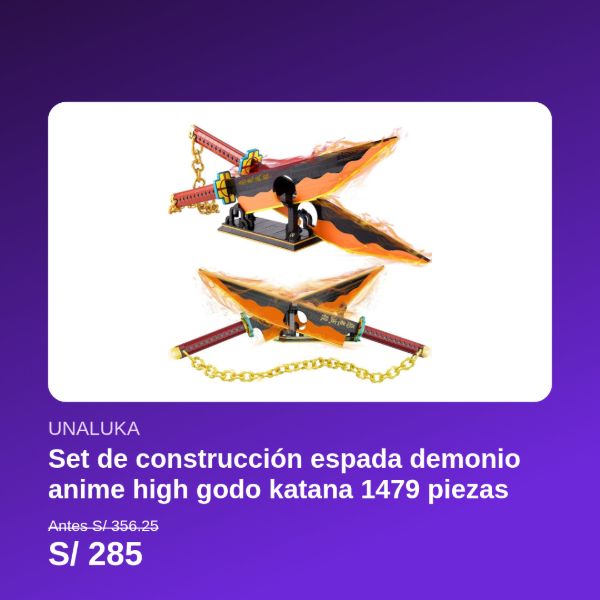 UNALUKA
Set de construcción espada demonio
anime high godo katana 1479 piezas
Antes S/ 356.25
S/ 285